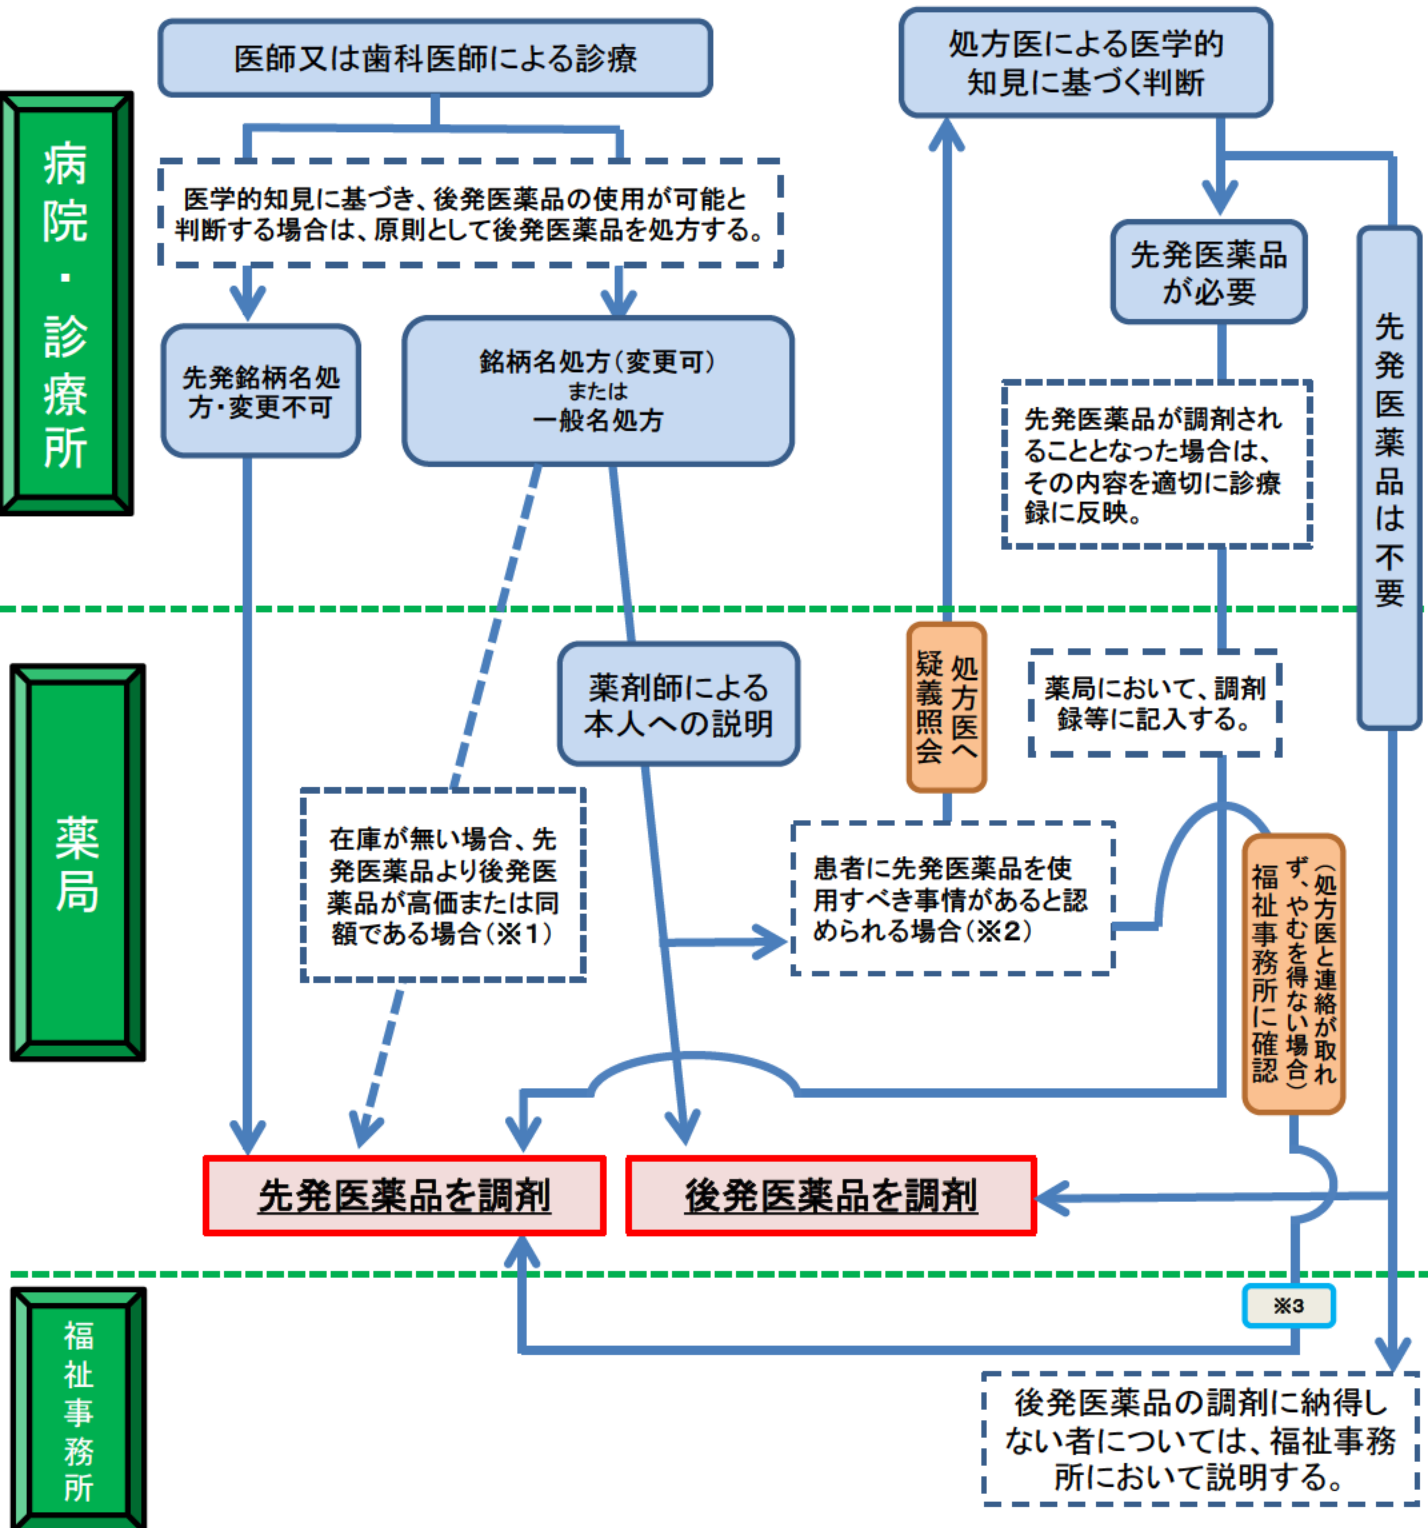 医師又は歯科医師による診療
処方医による医学的
知見に基づく判断
病院・診療所
医学的知見に基づき、後発医薬品の使用が可能と
判断する場合は、原則として後発医薬品を処方する。
先発医薬品
が必要
先発医薬品は不要
先発銘柄名処
方・変更不可
銘柄名処方（変更可）
または
一般名処方
先発医薬品が調剤され
ることとなった場合は、
その内容を適切に診療
録に反映。
薬局
薬剤師による
本人への説明
処方医へ
疑義照会
薬局において、調剤
録等に記入する。
在庫が無い場合、先
発医薬品より後発医
薬品が高価または同
額である場合（※１）
患者に先発医薬品を使
用すべき事情があると認
められる場合（※２）
（処方医と連絡が取れ
ず、やむを得ない場合）
福祉事務所に確認
先発医薬品を調剤
後発医薬品を調剤
福祉事務所
※３
後発医薬品の調剤に納得し
ない者については、福祉事務
所において説明する。